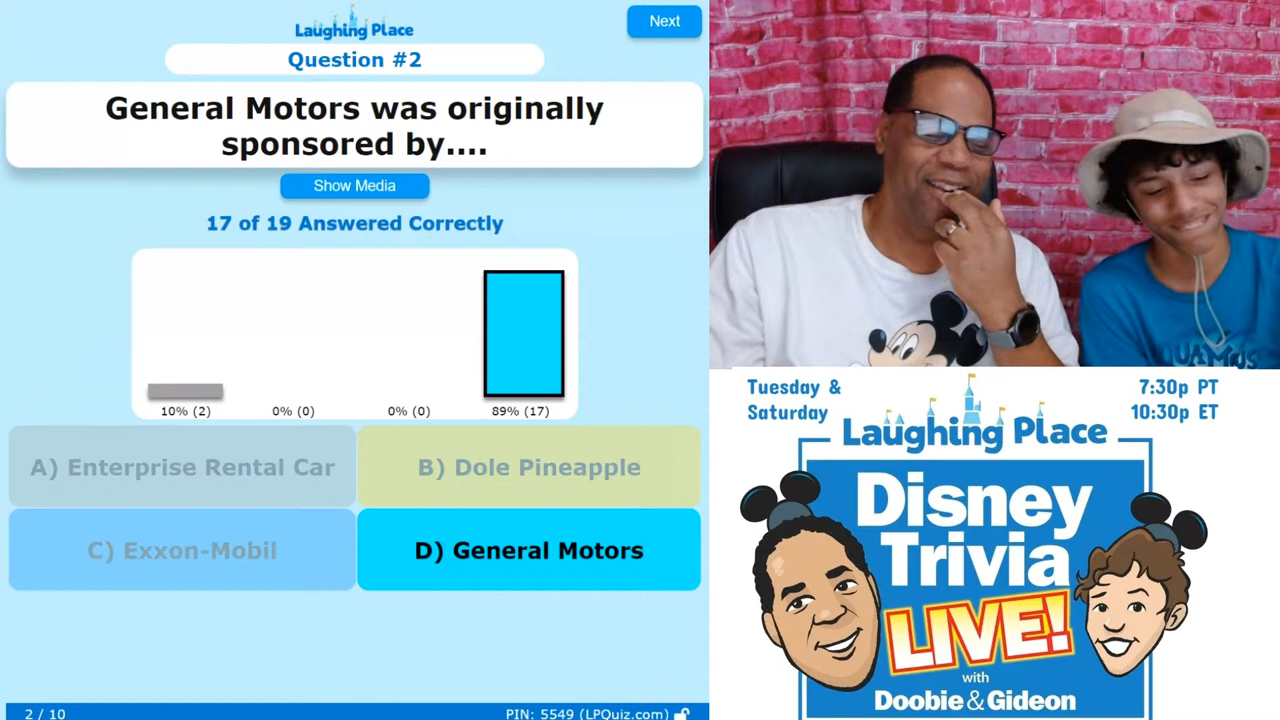 Laughing Place
Next
Question #2
General Motors was originally
sponsored by....
Show Media
17 of 19 Answered Correctly
10% (2)
0% (0)
0% (0)
89% (17)
A) Enterprise Rental Car
B) Dole Pineapple
C) Exxon-Mobil
D) General Motors
2 / 10
PIN: 5549 (LPQuiz.com)
Tuesday &
Saturday
7:30p PT
10:30p ET
Laughing Place
Disney
Trivia
LIVE!
with
Doobie & Gideon